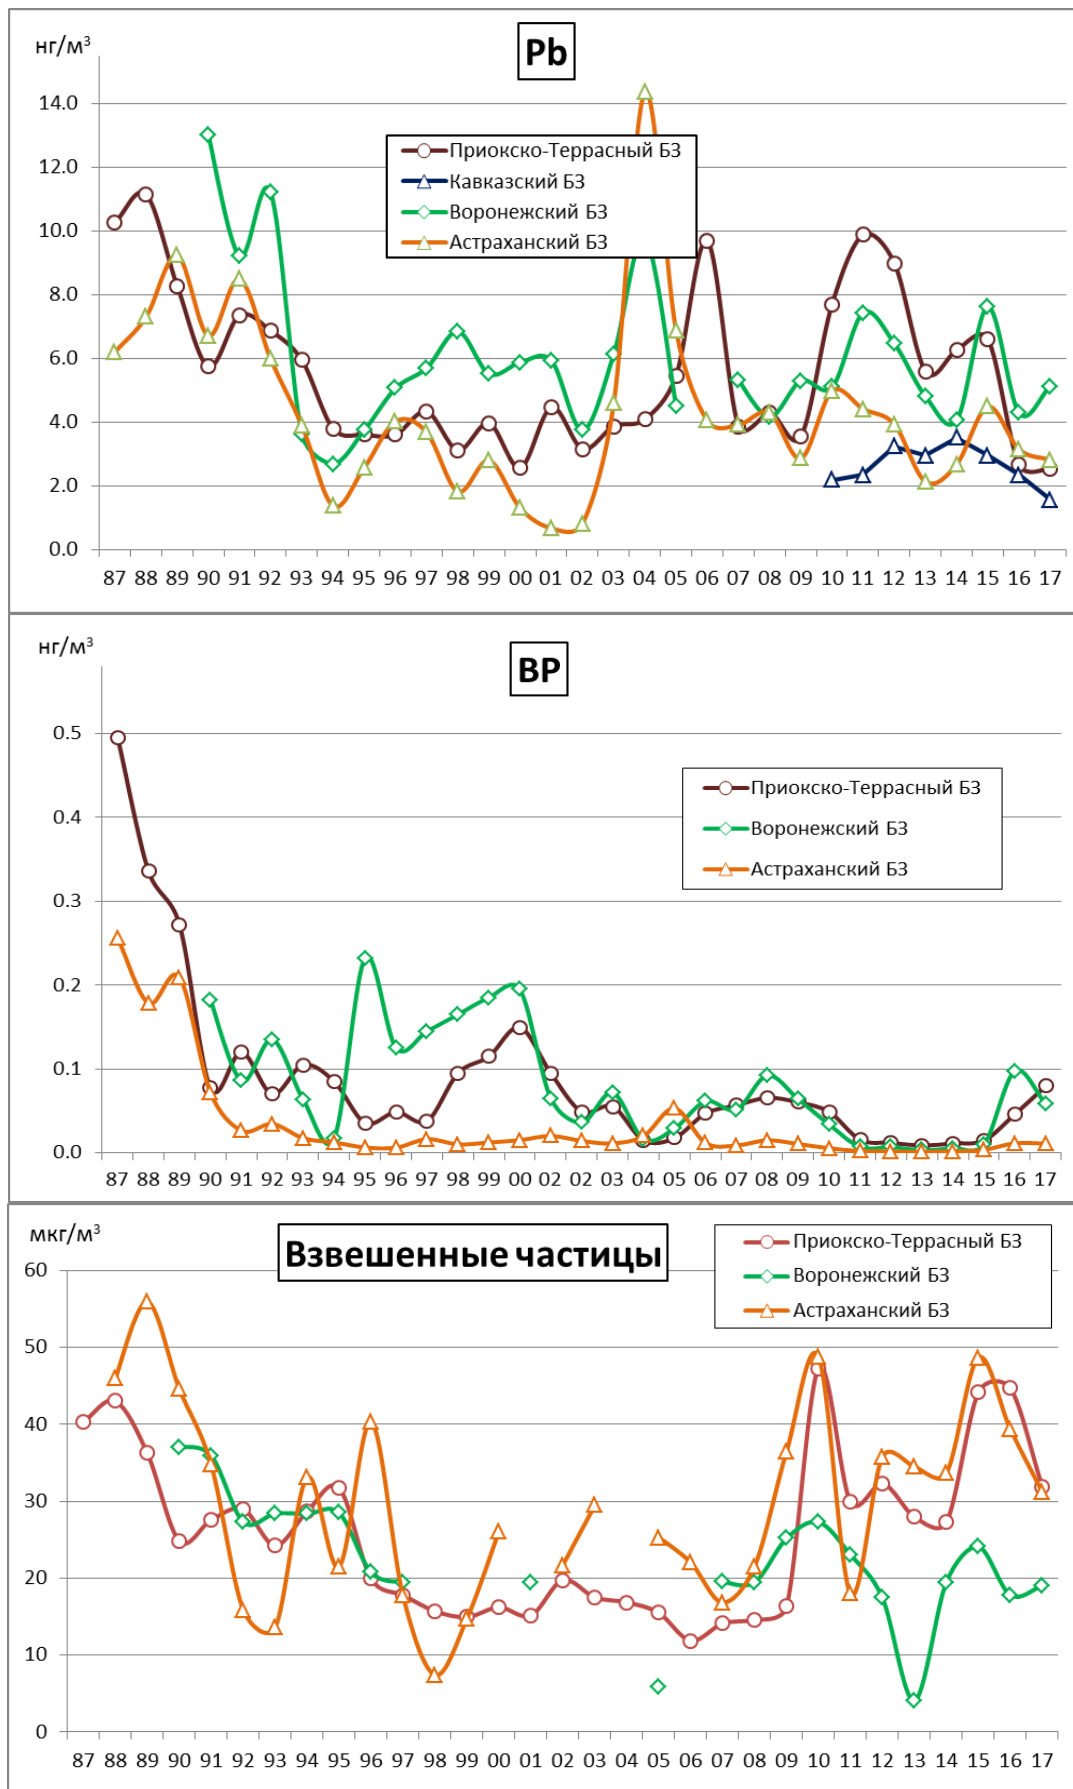 нг/м³
Pb
14.0
12.0
10.0
8.0
6.0
4.0
2.0
0.0
Приокско-Террасный БЗ
Кавказский БЗ
Воронежский БЗ
Астраханский БЗ
87 88 89 90 91 92 93 94 95 96 97 98 99 00 01 02 03 04 05 06 07 08 09 10 11 12 13 14 15 16 17
нг/м³
BP
0.5
0.4
0.3
0.2
0.1
0.0
Приокско-Террасный БЗ
Воронежский БЗ
Астраханский БЗ
87 88 89 90 91 92 93 94 95 96 97 98 99 00 01 02 03 04 05 06 07 08 09 10 11 12 13 14 15 16 17
мкг/м³
Взвешенные частицы
60
50
40
30
20
10
0
Приокско-Террасный БЗ
Воронежский БЗ
Астраханский БЗ
87 88 89 90 91 92 93 94 95 96 97 98 99 00 01 02 03 04 05 06 07 08 09 10 11 12 13 14 15 16 17